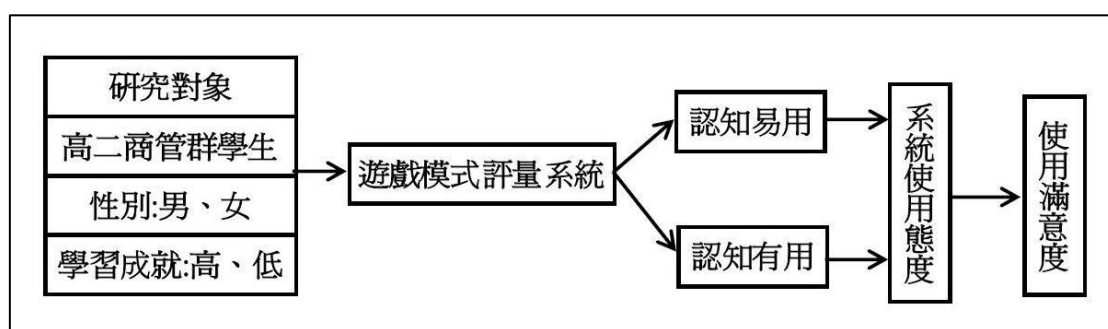 研究對象
高二商管群學生
性別:男、女
學習成就:高、低
遊戲模式評量系統
認知易用
認知有用
系統使用態度
使用滿意度